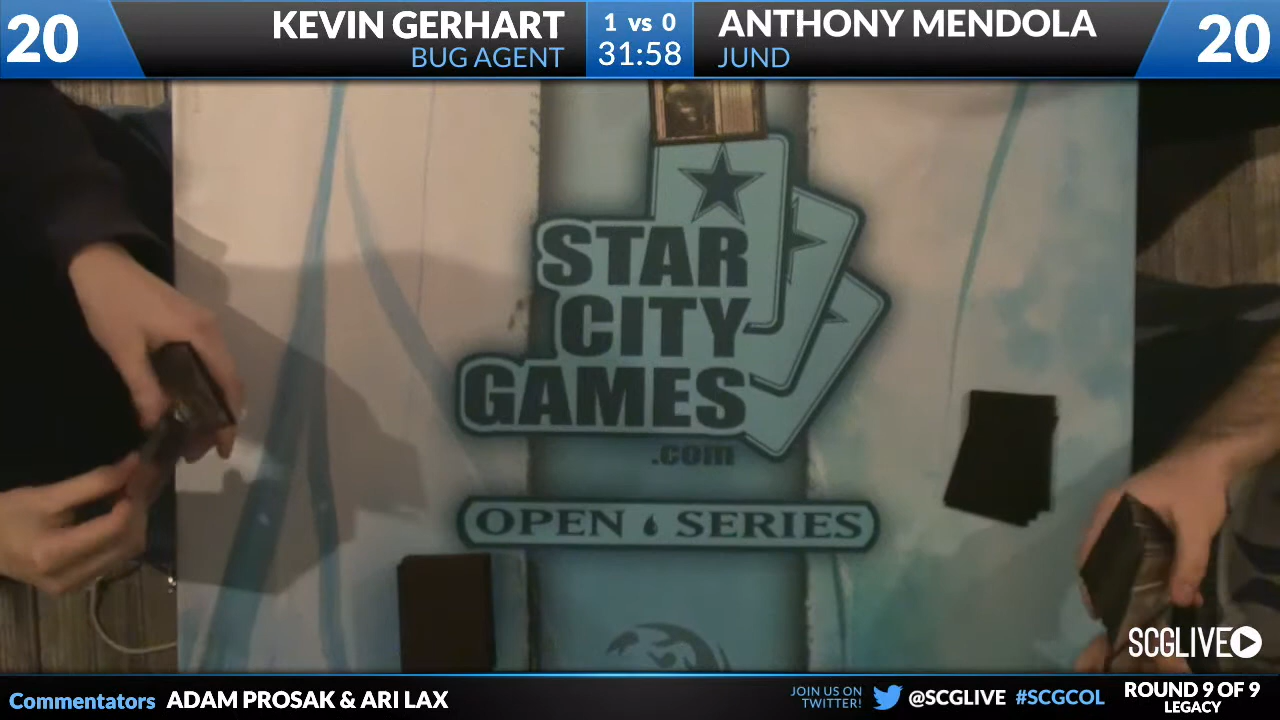 20
KEVIN GERHART
BUG AGENT
1 vs 0
31:58
ANTHONY MENDOLA
JUND
20
STAR
CITY
GAMES
.com
OPEN SERIES
SCGLIVE
Commentators ADAM PROSAK & ARI LAX
JOIN US ON
TWITTER!
@SCGLIVE #SCGCOL
ROUND 9 OF 9
LEGACY